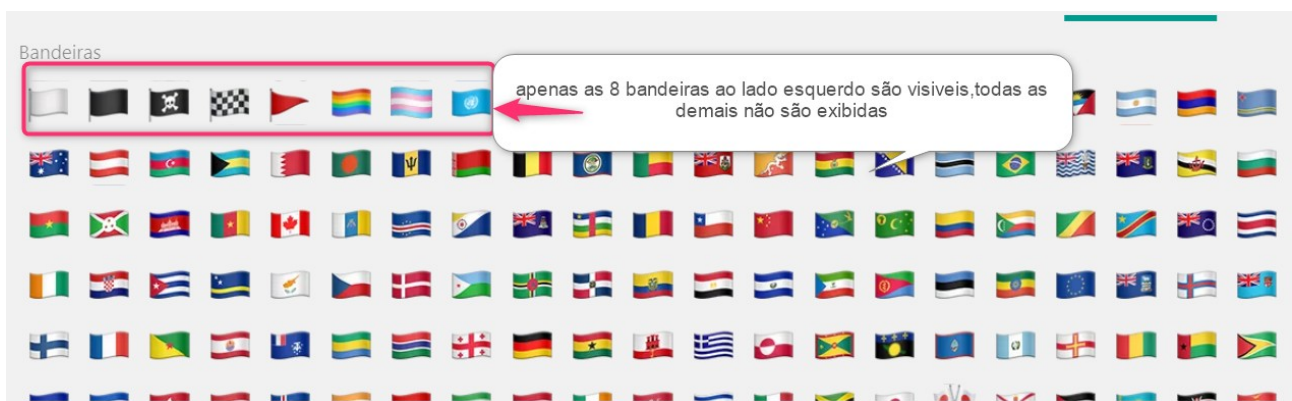 Bandeiras
apenas as 8 bandeiras ao lado esquerdo são visiveis,todas as
demais não são exibidas